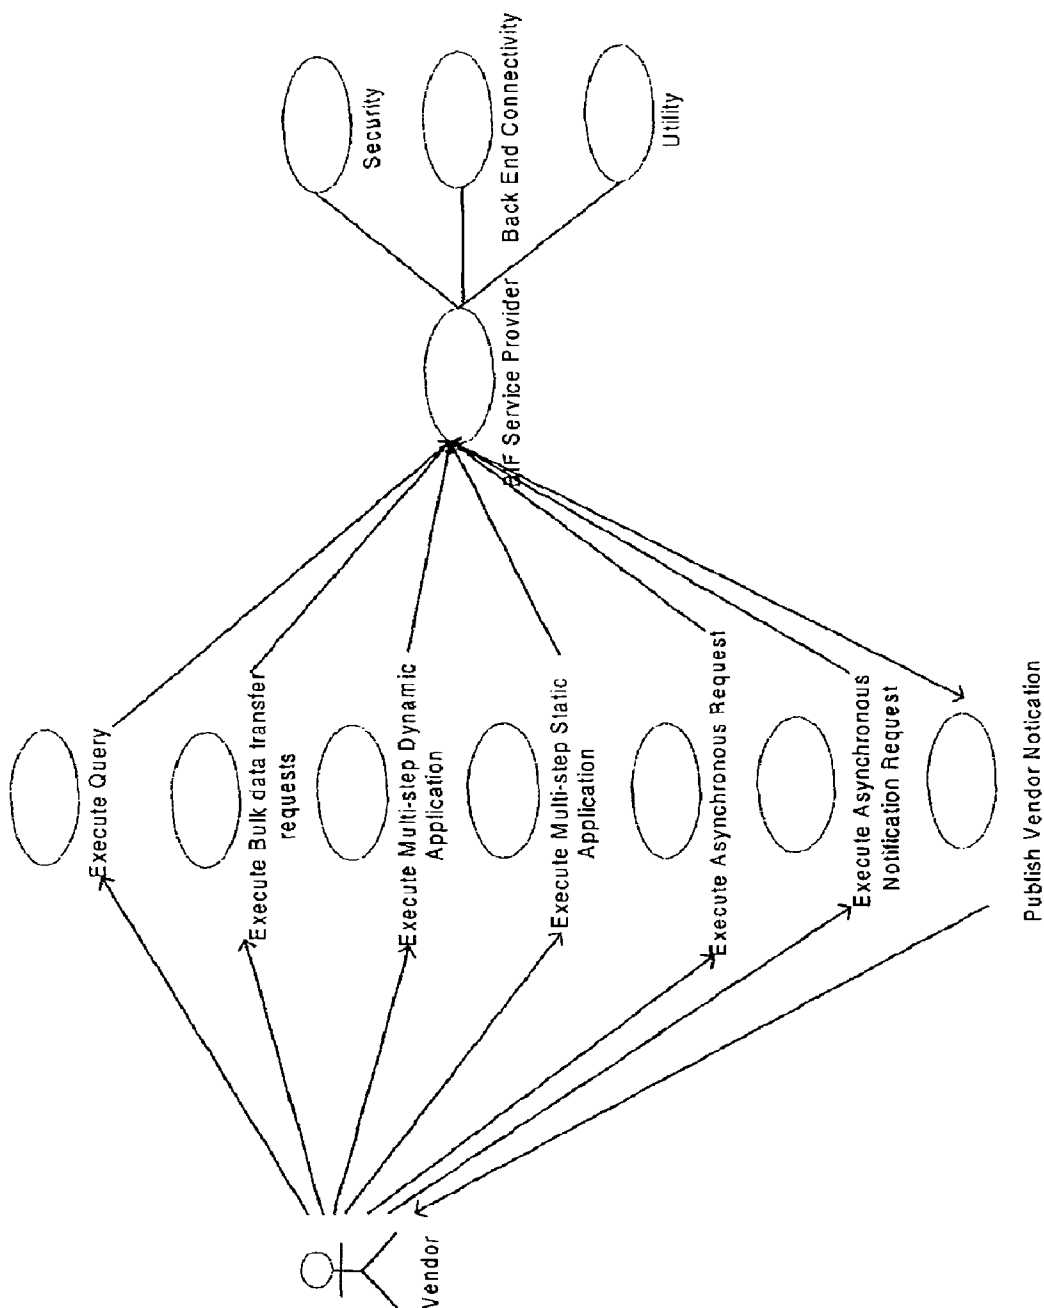 Vendor
Execute Query
Execute Bulk data transfer
requests
Execute Multi-step Dynamic
Application
Execute Multi-step Static
Application
Execute Asynchronous Request
Execute Asynchronous
Notification Request
Publish Vendor Notication
Service Provider
Security
Back End Connectivity
Utility